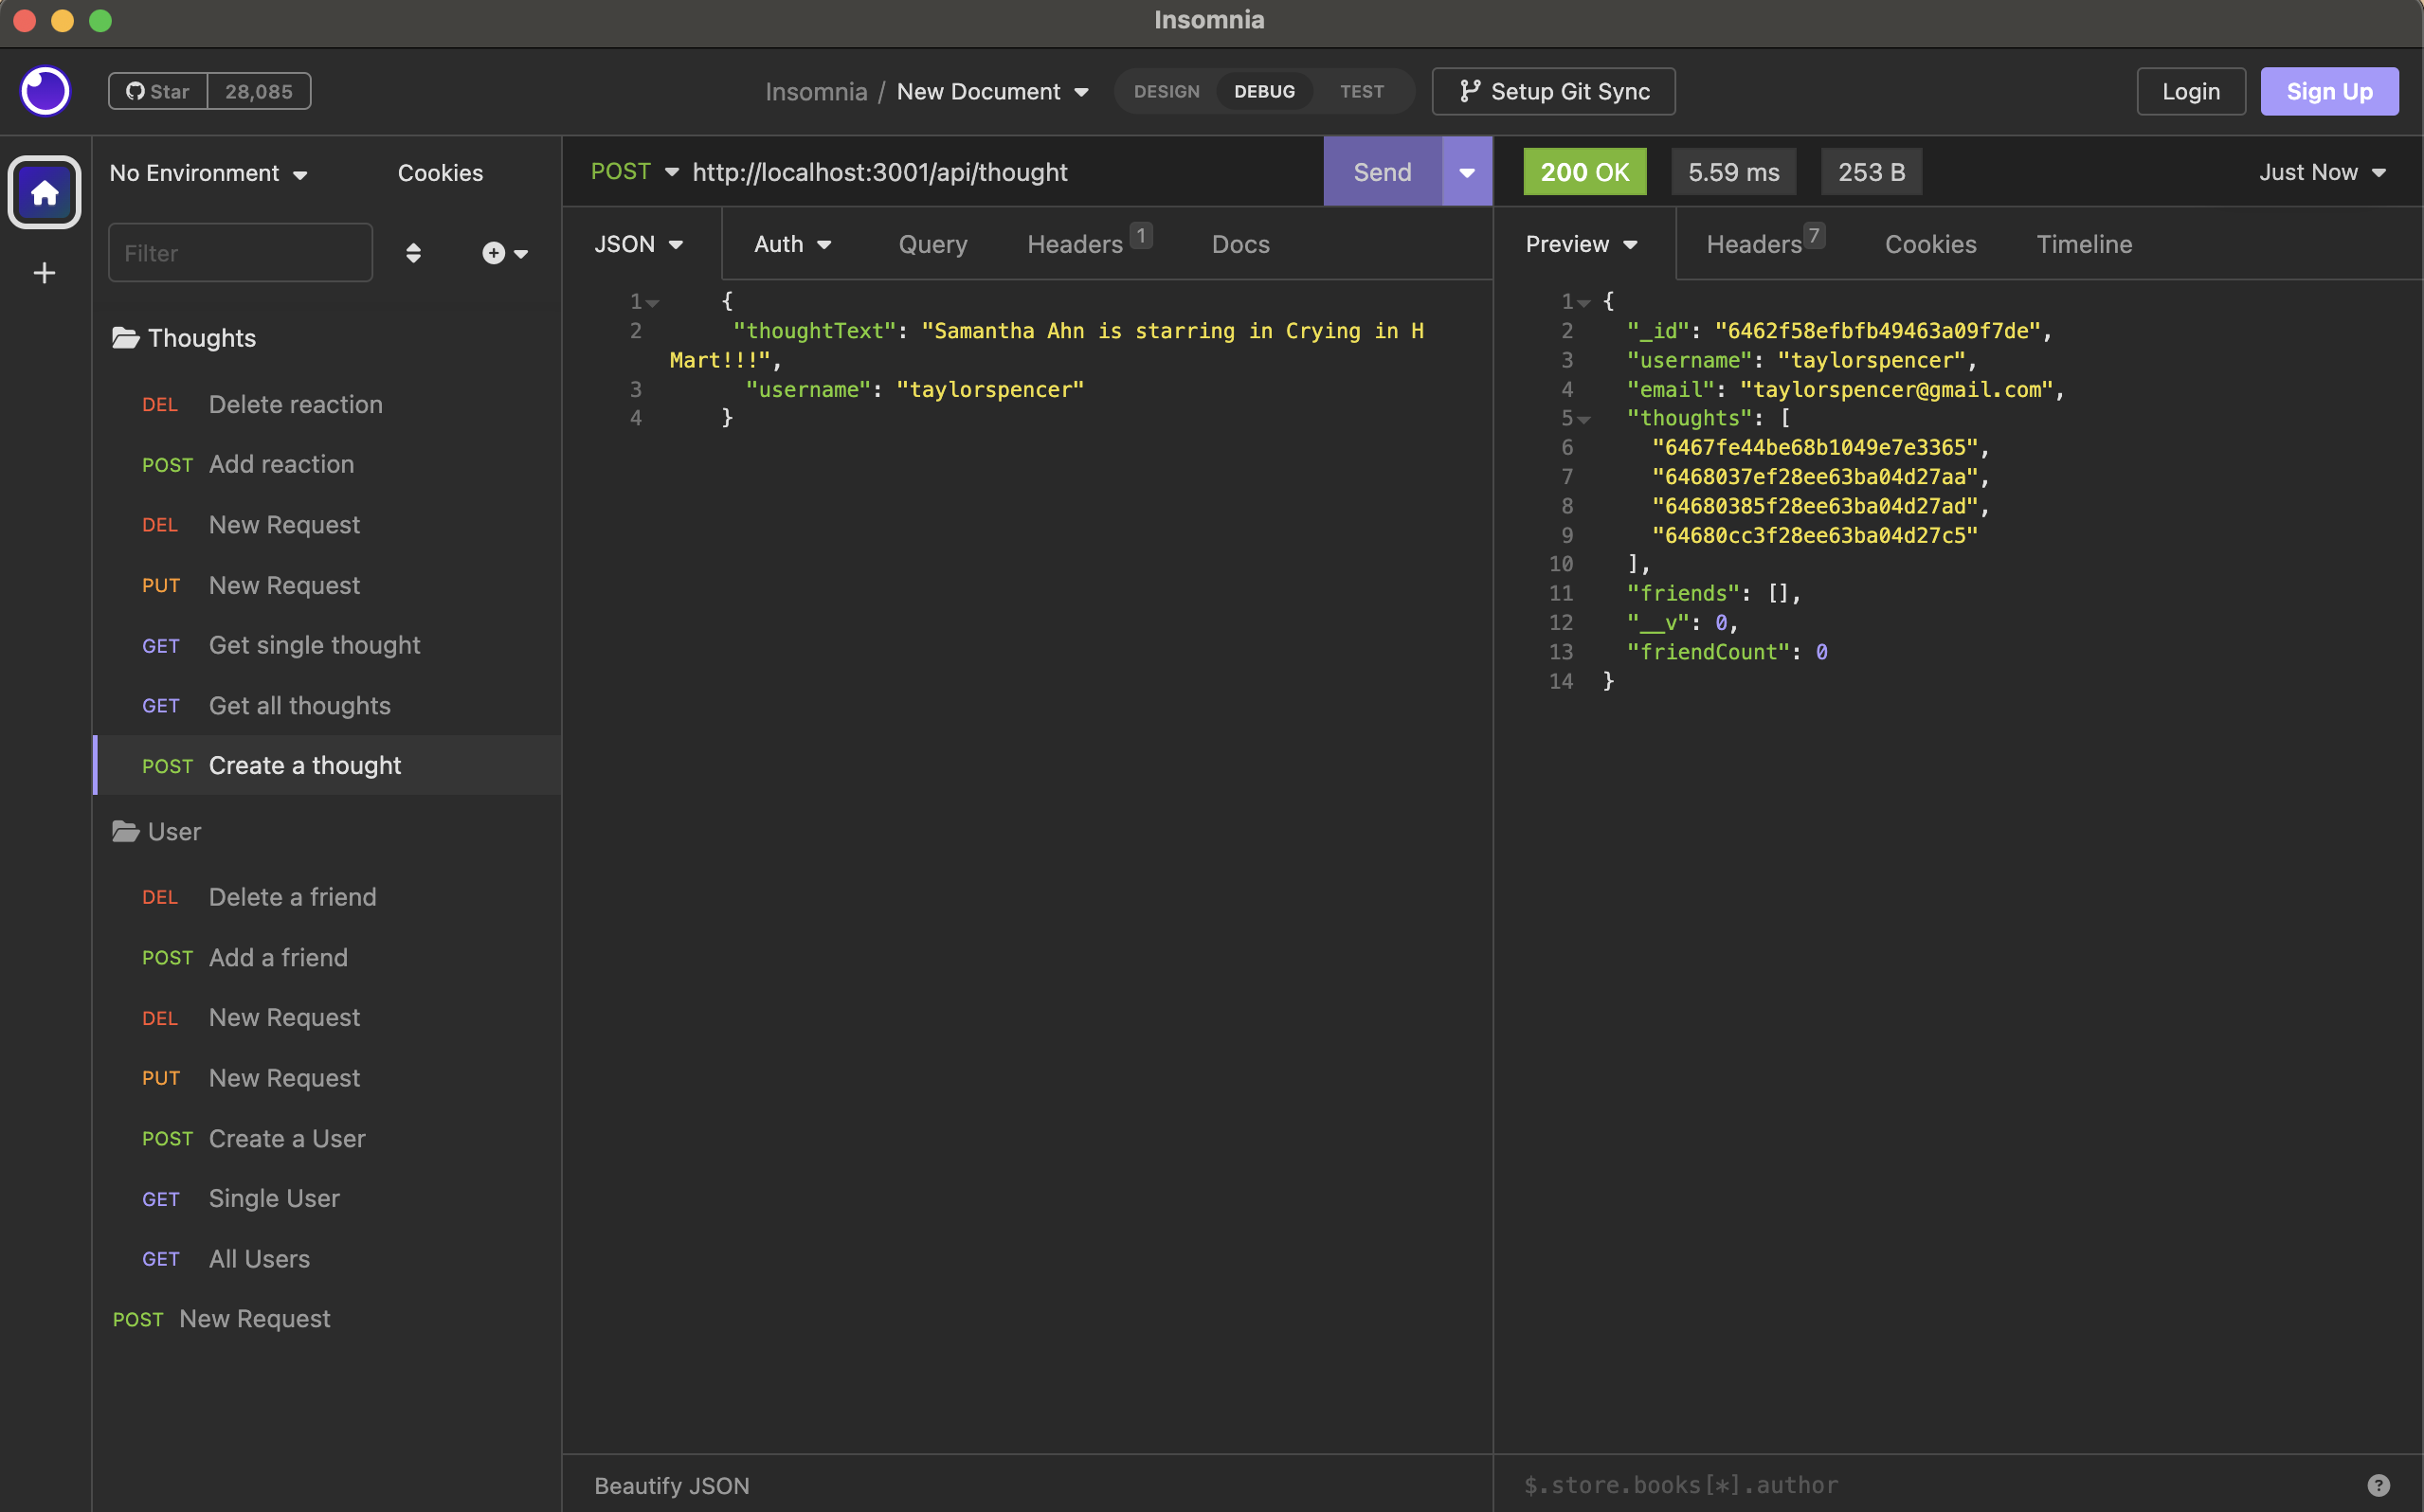 Insomnia
Star 28,085
Insomnia / New Document
DESIGN DEBUG TEST
Setup Git Sync
Login
Sign Up
No Environment
Cookies
Filter
Thoughts
DEL Delete reaction
POST Add reaction
DEL New Request
PUT New Request
GET Get single thought
GET Get all thoughts
POST Create a thought
User
DEL Delete a friend
POST Add a friend
DEL New Request
PUT New Request
POST Create a User
GET Single User
GET All Users
POST New Request
POST http://localhost:3001/api/thought
Send
JSON Auth Query Headers 1 Docs
1 {
2 "thoughtText": "Samantha Ahn is starring in Crying in H
Mart!!!",
3 "username": "taylorspencer"
4 }
Beautify JSON
200 OK 5.59 ms 253 B Just Now
Preview Headers 7 Cookies Timeline
1 {
2 "_id": "6462f58efbfb49463a09f7de",
3 "username": "taylorspencer",
4 "email": "taylorspencer@gmail.com",
5 "thoughts": [
6 "6467fe44be68b1049e7e3365",
7 "6468037ef28ee63ba04d27aa",
8 "64680385f28ee63ba04d27ad",
9 "64680cc3f28ee63ba04d27c5"
10 ],
11 "friends": [],
12 "__v": 0,
13 "friendCount": 0
14 }
$.store.books[*].author
?